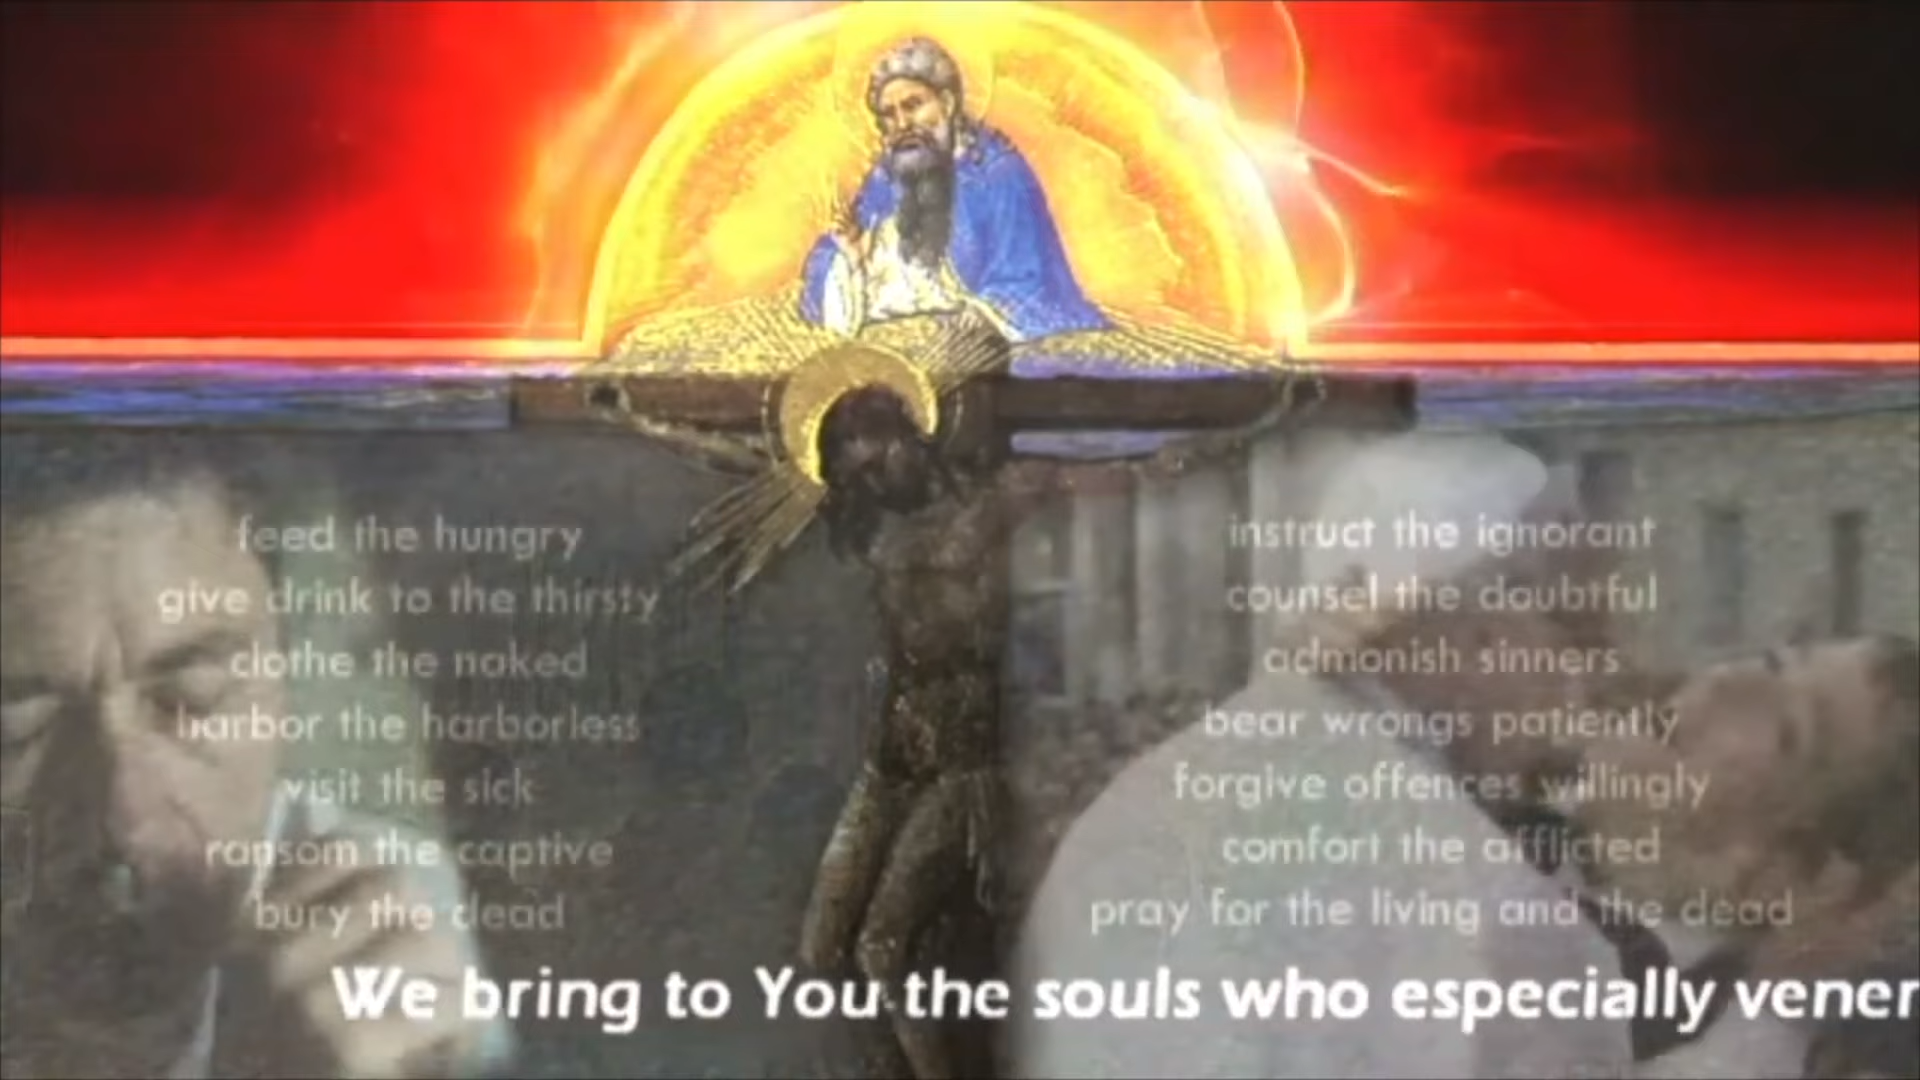 feed the hungry
give drink to the thirsty
clothe the naked
harbor the harborless
visit the sick
ransom the captive
bury the dead
instruct the ignorant
counsel the doubtful
admonish sinners
bear wrongs patiently
forgive offences willingly
comfort the afflicted
pray for the living and the dead
We bring to You the souls who especially vener